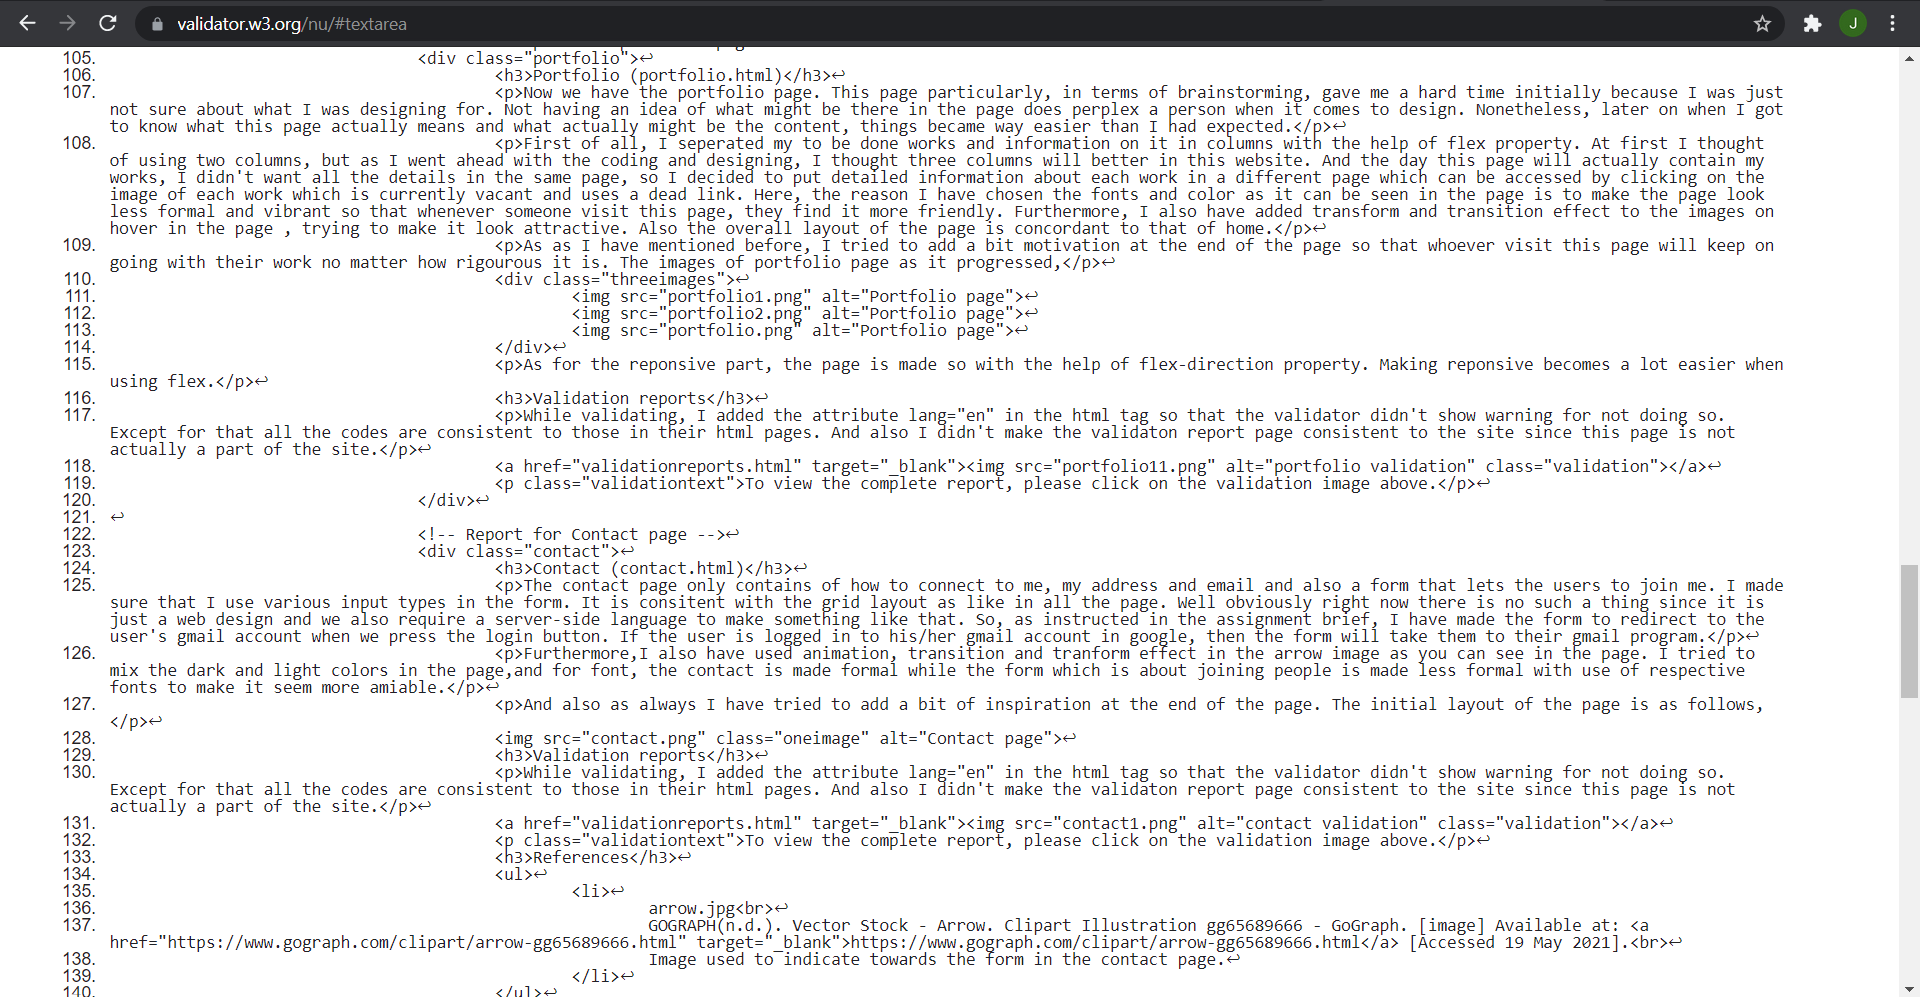 validator.w3.org/nu/#textarea
J
105. <div class="portfolio">↩
106. <h3>Portfolio (portfolio.html)</h3>↩
107. <p>Now we have the portfolio page. This page particularly, in terms of brainstorming, gave me a hard time initially because I was just
not sure about what I was designing for. Not having an idea of what might be there in the page does perplex a person when it comes to design. Nonetheless, later on when I got
to know what this page actually means and what actually might be the content, things became way easier than I had expected.</p>↩
108. <p>First of all, I seperated my to be done works and information on it in columns with the help of flex property. At first I thought
of using two columns, but as I went ahead with the coding and designing, I thought three columns will better in this website. And the day this page will actually contain my
works, I didn't want all the details in the same page, so I decided to put detailed information about each work in a different page which can be accessed by clicking on the
image of each work which is currently vacant and uses a dead link. Here, the reason I have chosen the fonts and color as it can be seen in the page is to make the page look
less formal and vibrant so that whenever someone visit this page, they find it more friendly. Furthermore, I also have added transform and transition effect to the images on
hover in the page , trying to make it look attractive. Also the overall layout of the page is concordant to that of home.</p>↩
109. <p>As as I have mentioned before, I tried to add a bit motivation at the end of the page so that whoever visit this page will keep on
going with their work no matter how rigourous it is. The images of portfolio page as it progressed,</p>↩
110. <div class="threeimages">↩
111. <img src="portfolio1.png" alt="Portfolio page">↩
112. <img src="portfolio2.png" alt="Portfolio page">↩
113. <img src="portfolio.png" alt="Portfolio page">↩
114. </div>↩
115. <p>As for the reponsive part, the page is made so with the help of flex-direction property. Making reponsive becomes a lot easier when
using flex.</p>↩
116. <h3>Validation reports</h3>↩
117. <p>While validating, I added the attribute lang="en" in the html tag so that the validator didn't show warning for not doing so.
Except for that all the codes are consistent to those in their html pages. And also I didn't make the validaton report page consistent to the site since this page is not
actually a part of the site.</p>↩
118. <a href="validationreports.html" target="_blank"><img src="portfolio11.png" alt="portfolio validation" class="validation"></a>↩
119. <p class="validationtext">To view the complete report, please click on the validation image above.</p>↩
120. </div>↩
121. ↩
122. <!-- Report for Contact page -->↩
123. <div class="contact">↩
124. <h3>Contact (contact.html)</h3>↩
125. <p>The contact page only contains of how to connect to me, my address and email and also a form that lets the users to join me. I made
sure that I use various input types in the form. It is consitent with the grid layout as like in all the page. Well obviously right now there is no such a thing since it is
just a web design and we also require a server-side language to make something like that. So, as instructed in the assignment brief, I have made the form to redirect to the
user's gmail account when we press the login button. If the user is logged in to his/her gmail account in google, then the form will take them to their gmail program.</p>↩
126. <p>Furthermore,I also have used animation, transition and tranform effect in the arrow image as you can see in the page. I tried to
mix the dark and light colors in the page,and for font, the contact is made formal while the form which is about joining people is made less formal with use of respective
fonts to make it seem more amiable.</p>↩
127. <p>And also as always I have tried to add a bit of inspiration at the end of the page. The initial layout of the page is as follows,
</p>↩
128. <img src="contact.png" class="oneimage" alt="Contact page">↩
129. <h3>Validation reports</h3>↩
130. <p>While validating, I added the attribute lang="en" in the html tag so that the validator didn't show warning for not doing so.
Except for that all the codes are consistent to those in their html pages. And also I didn't make the validaton report page consistent to the site since this page is not
actually a part of the site.</p>↩
131. <a href="validationreports.html" target="_blank"><img src="contact1.png" alt="contact validation" class="validation"></a>↩
132. <p class="validationtext">To view the complete report, please click on the validation image above.</p>↩
133. <h3>References</h3>↩
134. <ul>↩
135. <li>↩
136. arrow.jpg<br>↩
137. GOGRAPH(n.d.). Vector Stock - Arrow. Clipart Illustration gg65689666 - GoGraph. [image] Available at: <a
href="https://www.gograph.com/clipart/arrow-gg65689666.html" target="_blank">https://www.gograph.com/clipart/arrow-gg65689666.html</a> [Accessed 19 May 2021].<br>↩
138. Image used to indicate towards the form in the contact page.↩
139. </li>↩
140. </ul>↩